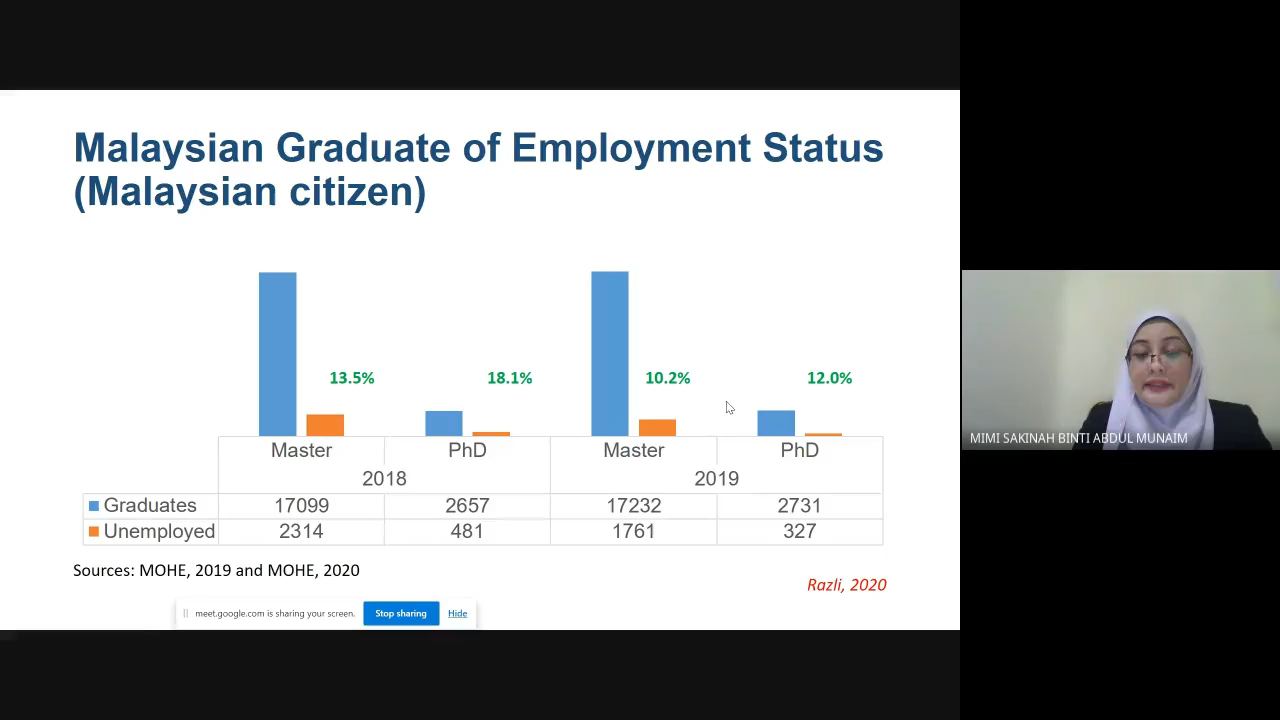 Malaysian Graduate of Employment Status
(Malaysian citizen)
13.5%
18.1%
10.2%
12.0%
Master PhD Master PhD
2018 2019
Graduates 17099 2657 17232 2731
Unemployed 2314 481 1761 327
Sources: MOHE, 2019 and MOHE, 2020
Razli, 2020
meet.google.com is sharing your screen. Stop sharing Hide
MIMI SAKINAH BINTI ABDUL MUNAIM